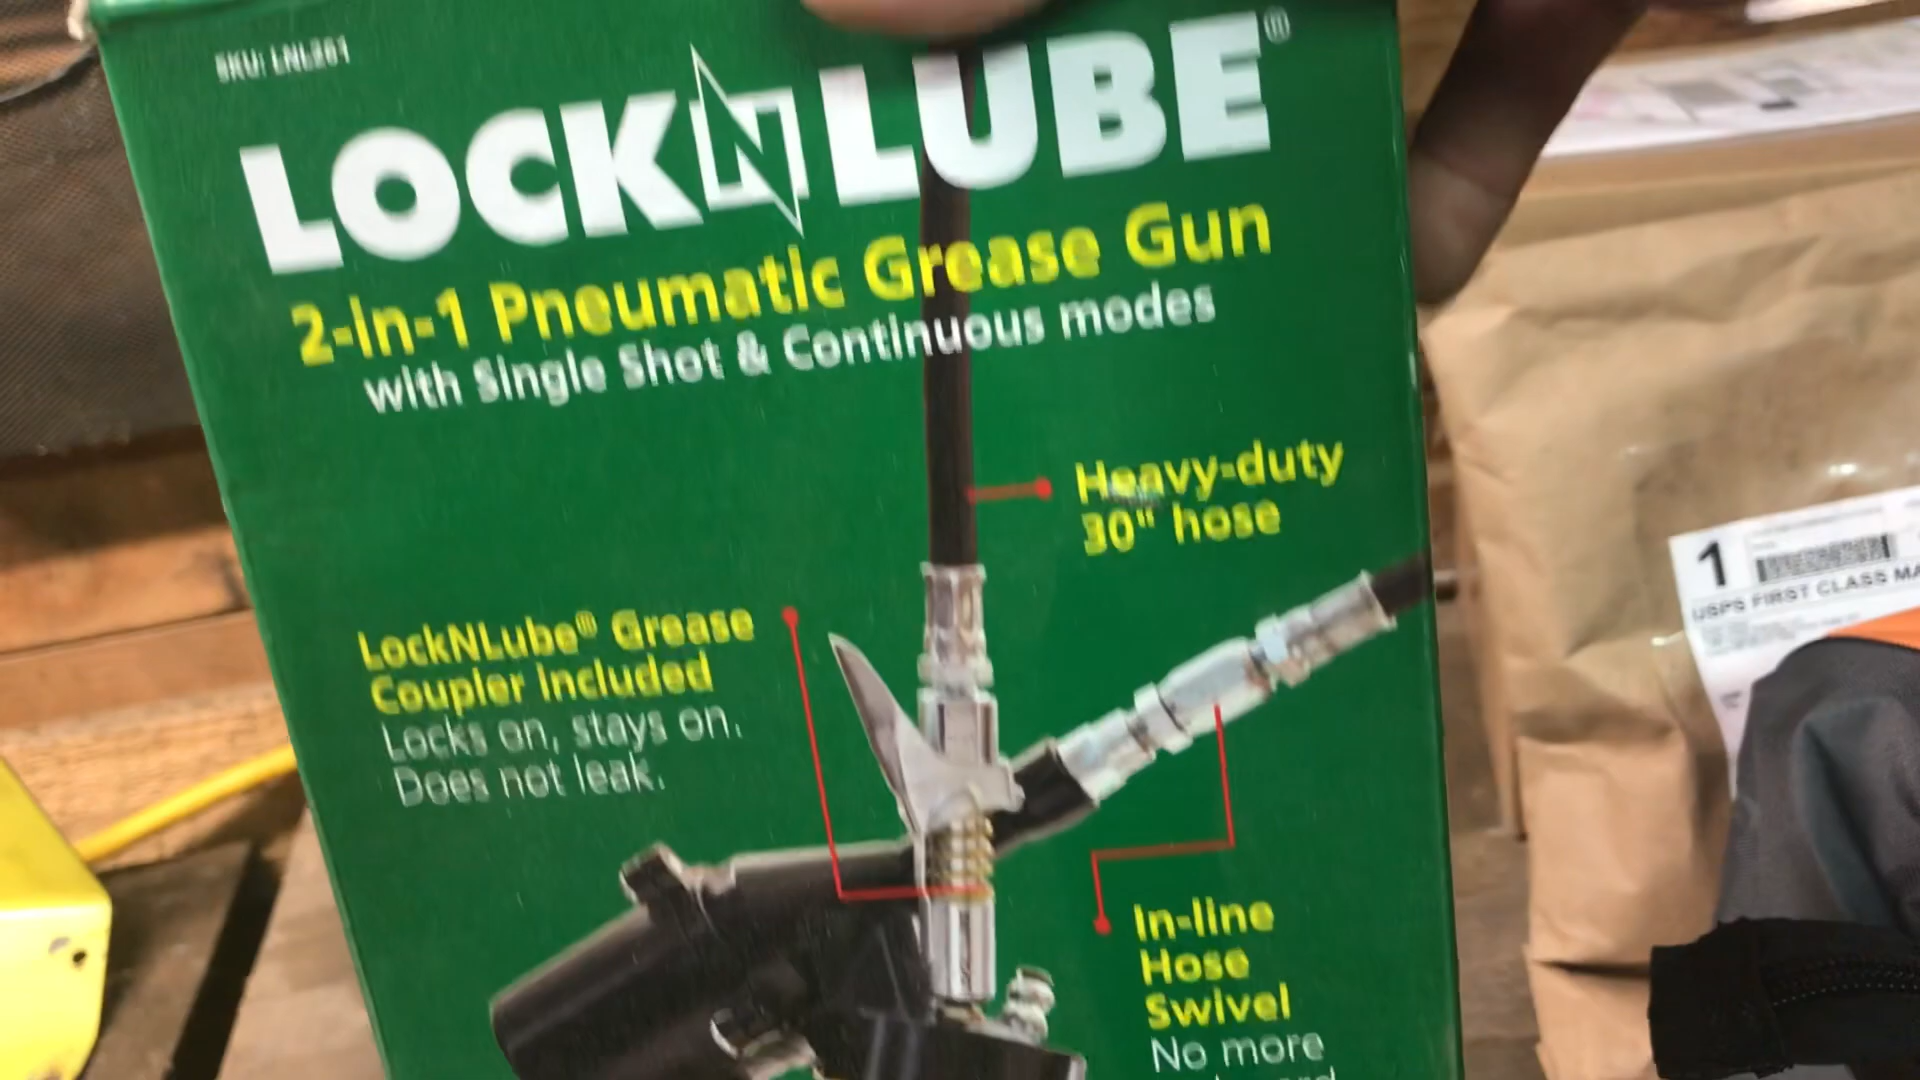 SKU: LNL261
LOCKNLUBE®
2-in-1 Pneumatic Grease Gun
with Single Shot & Continuous modes
Heavy-duty
30" hose
LockNLube® Grease
Coupler included
Locks on, stays on.
Does not leak.
In-line
Hose
Swivel
No more
1
USPS FIRST CLASS MA